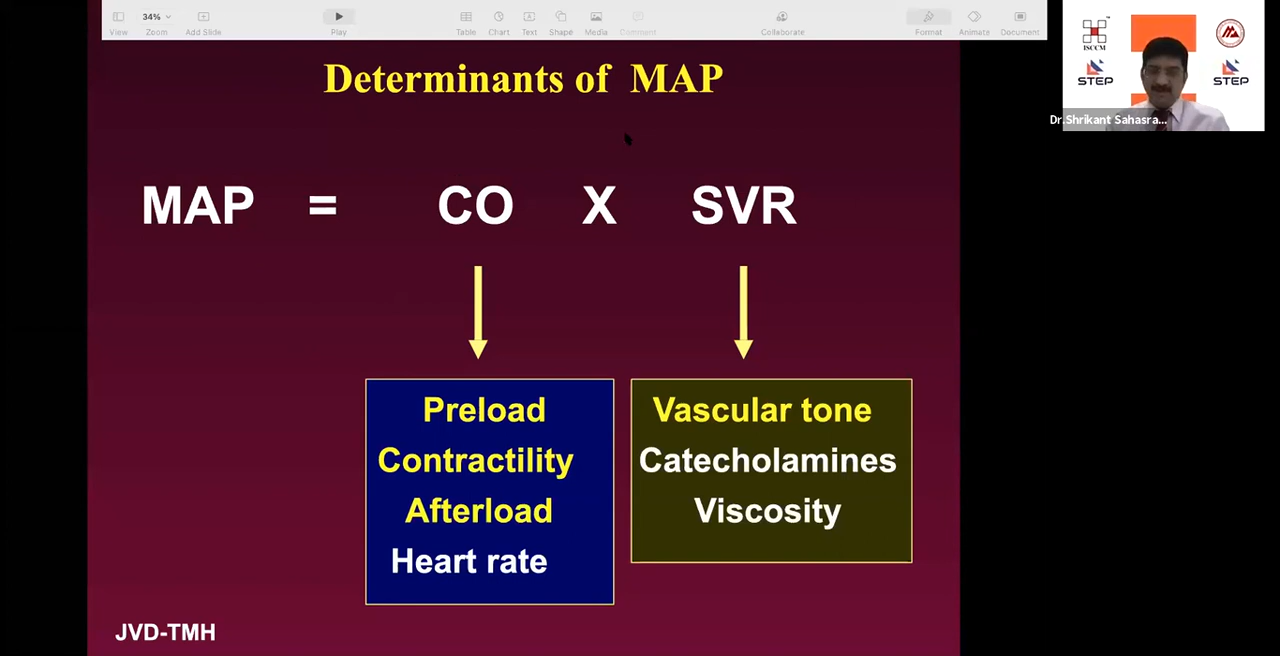 34%
View
Zoom
Add Slide
Play
Table
Chart
Text
Shape
Media
Comment
Collaborate
Format
Animate
Document
Determinants of MAP
MAP = CO X SVR
Preload
Contractility
Afterload
Heart rate
Vascular tone
Catecholamines
Viscosity
JVD-TMH
ISCCM
STEP
STEP
Dr.Shrikant Sahasra...